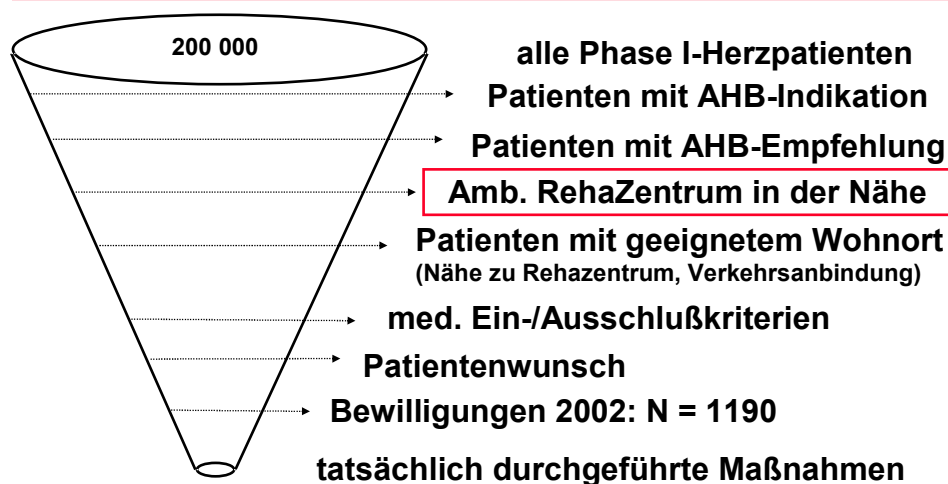 200 000
alle Phase I-Herzpatienten
Patienten mit AHB-Indikation
Patienten mit AHB-Empfehlung
Amb. RehaZentrum in der Nähe
Patienten mit geeignetem Wohnort
(Nähe zu Rehazentrum, Verkehrsanbindung)
med. Ein-/Ausschlußkriterien
Patientenwunsch
Bewilligungen 2002: N = 1190
tatsächlich durchgeführte Maßnahmen